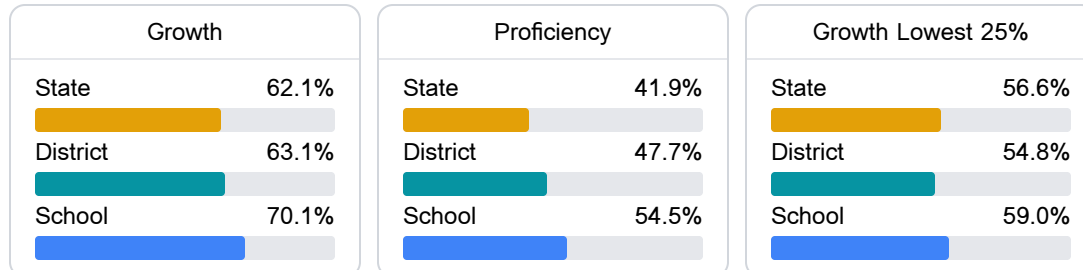 Growth
State 62.1%
District 63.1%
School 70.1%
Proficiency
State 41.9%
District 47.7%
School 54.5%
Growth Lowest 25%
State 56.6%
District 54.8%
School 59.0%